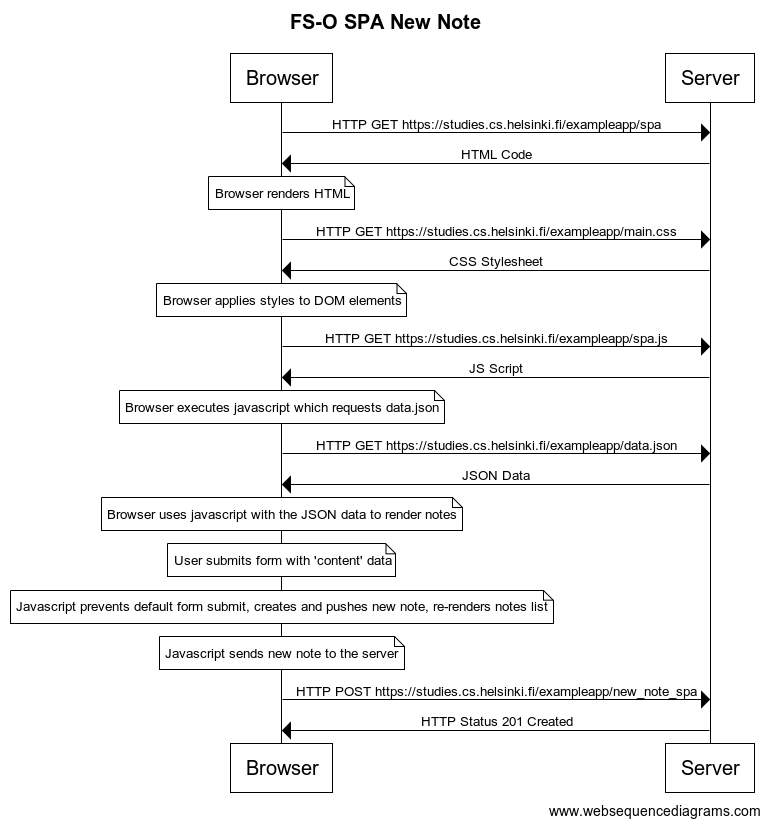 FS-O SPA New Note
Browser Server
HTTP GET https://studies.cs.helsinki.fi/exampleapp/spa
HTML Code
Browser renders HTML
HTTP GET https://studies.cs.helsinki.fi/exampleapp/main.css
CSS Stylesheet
Browser applies styles to DOM elements
HTTP GET https://studies.cs.helsinki.fi/exampleapp/spa.js
JS Script
Browser executes javascript which requests data.json
HTTP GET https://studies.cs.helsinki.fi/exampleapp/data.json
JSON Data
Browser uses javascript with the JSON data to render notes
User submits form with 'content' data
Javascript prevents default form submit, creates and pushes new note, re-renders notes list
Javascript sends new note to the server
HTTP POST https://studies.cs.helsinki.fi/exampleapp/new_note_spa
HTTP Status 201 Created
Browser Server
www.websequencediagrams.com